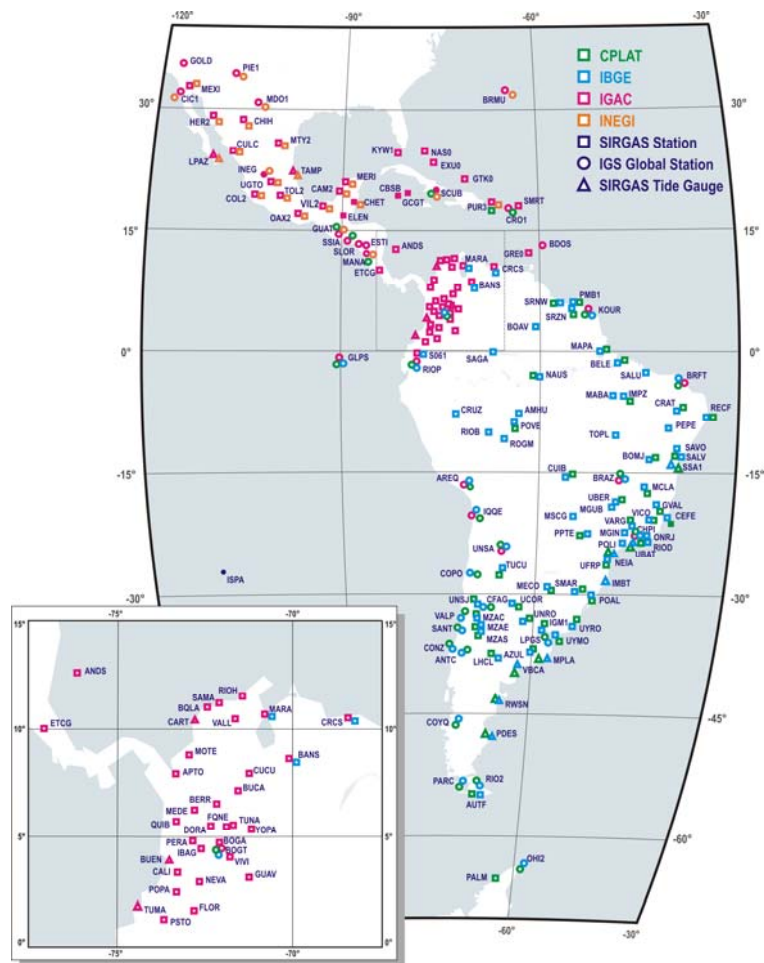 -120° -90° -60° -30°
GOLD
PIE1
MEXI
CIC1
MDO1
BRMU
30° 30°
HER2
CHIH
MTY2
CULC
KYW1
NAS0
EXU0
LPAZ
INEG
TAMP
MERI
GTK0
UGTO
CAM2
CBSB
SCUB
COL2
TOL2
VIL2
CHET
GCGT
PUR3
SMRT
OAX2
ELEN
CRO1
GUAT
15° 15°
SSIA
ESTI
ANDS
MARA
GRE0
BDOS
SLOR
MANA
ETCG
CRCS
BANS
SRNW
PMB1
KOUR
SRZN
BOAV
MAPA
0° 0°
GLPS
S061
RIOP
SAGA
BELE
NAUS
SALU
BRFT
MABA
IMPZ
CRAT
RECF
CRUZ
AMHU
POVE
PEPE
RIOB
ROGM
TOPL
SAVO
BOMJ
SALV
SSA1
-15° -15°
CUIB
AREQ
BRAZ
MCLA
UBER
GVAL
IQQE
MSCG
MGUB
VICO
CEFE
VARG
CHPI
PPTE
MGIN
ONRJ
UNSA
POLI
RIOD
UBAT
TUCU
UFRP
NEIA
COPO
IMBT
MECO
SMAR
ISPA
UNSJ
CFAG
UCOR
POAL
-30° -30°
VALP
MZAC
UNRO
IGM1
SANT
MZAE
UYRO
MZAS
LPGS
UYMO
CONZ
AZUL
ANTC
LHCL
VBCA
MPLA
RWSN
-45° -45°
COYQ
PDES
PARC
RIO2
AUTF
-60° -60°
OHI2
PALM
-90° -60° -30°
CPLAT
IBGE
IGAC
INEGI
SIRGAS Station
IGS Global Station
SIRGAS Tide Gauge
-75° -70°
15° 15°
ANDS
RIOH
SAMA
BQLA
MARA
ETCG
CART
VALL
CRCS
10° 10°
MOTE
BANS
APTO
CUCU
BUCA
BERR
MEDE
FQNE
TUNA
QUIB
DORA
YOPA
5° 5°
PERA
BOGA
IBAG
BOGT
BUEN
VIVI
CALI
GUAV
POPA
NEVA
TUMA
FLOR
PSTO
0° 0°
-75° -70°